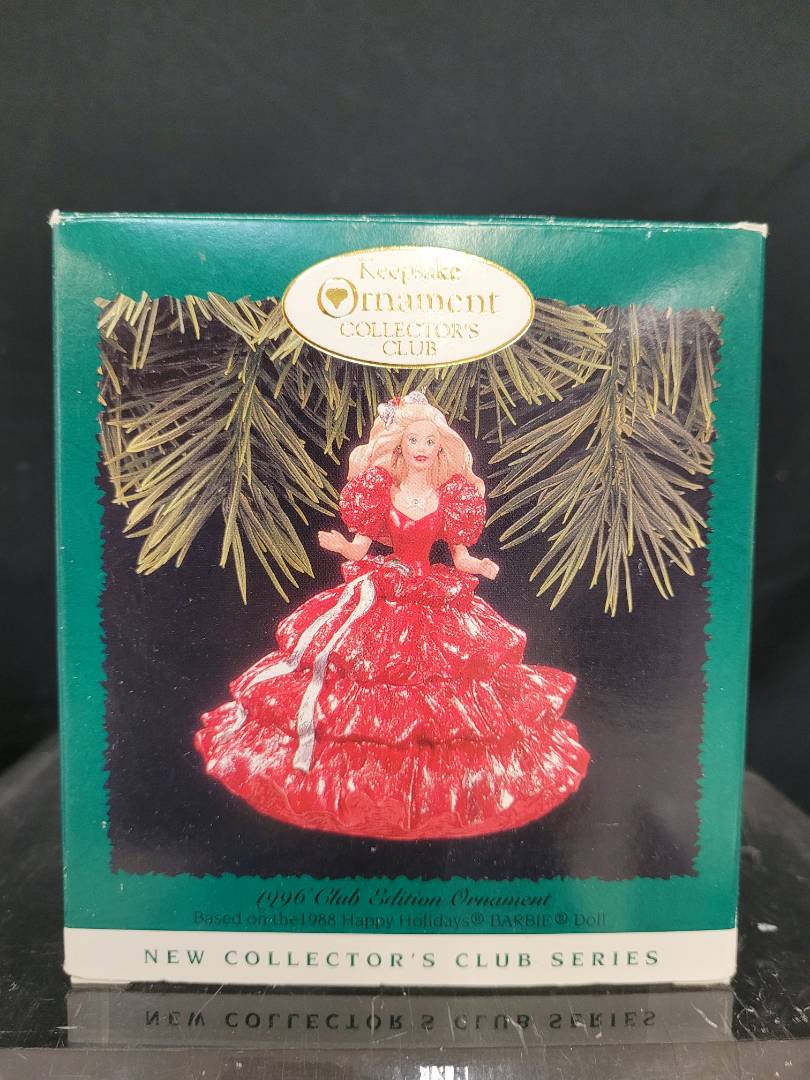 Keepsake
Ornament
COLLECTOR'S
CLUB
1996 Club Edition Ornament
Based on the 1988 Happy Holidays® BARBIE® Doll
NEW COLLECTOR'S CLUB SERIES